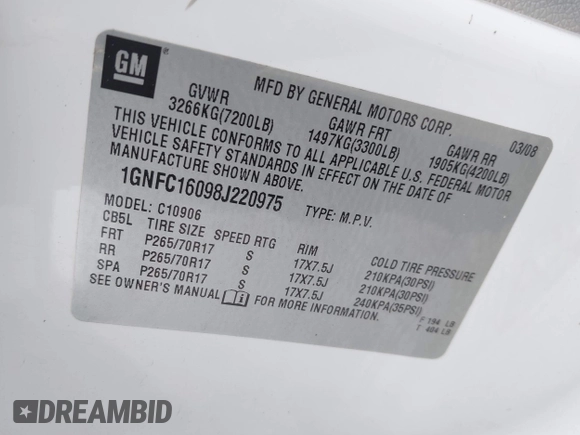 GM
MFD BY GENERAL MOTORS CORP. 03/08
GVWR GAWR FRT GAWR RR
3266KG(7200LB) 1497KG(3300LB) 1905KG(4200LB)
THIS VEHICLE CONFORMS TO ALL APPLICABLE U.S. FEDERAL MOTOR
VEHICLE SAFETY STANDARDS IN EFFECT ON THE DATE OF
MANUFACTURE SHOWN ABOVE.
1GNFC16098J220975 TYPE: M.P.V.
MODEL: C10906
CB5L TIRE SIZE SPEED RTG RIM COLD TIRE PRESSURE
FRT P265/70R17 S 17X7.5J 210KPA(30PSI)
RR P265/70R17 S 17X7.5J 210KPA(30PSI)
SPA P265/70R17 S 17X7.5J 240KPA(35PSI)
SEE OWNER'S MANUAL FOR MORE INFORMATION.
F 194 LB
T 404 LB
DREAMBID